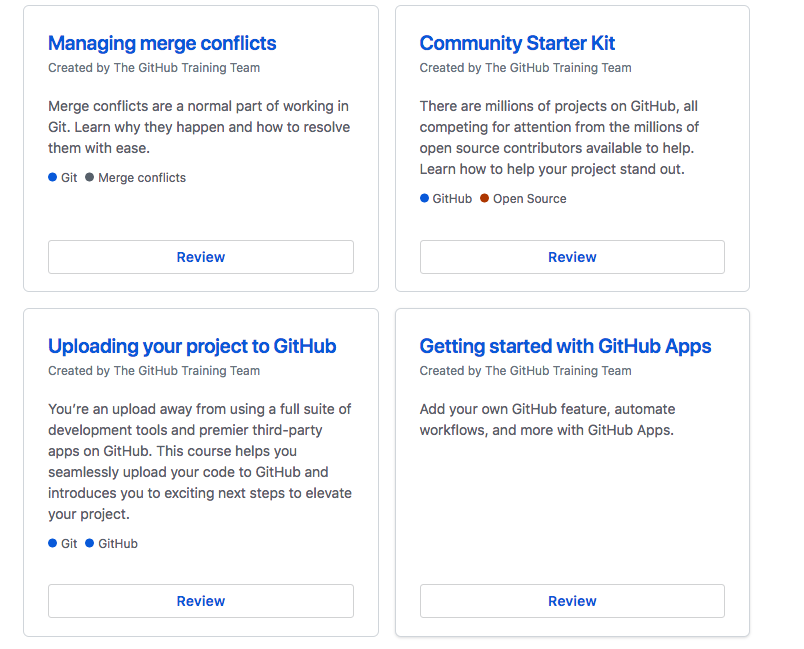 Managing merge conflicts
Created by The GitHub Training Team
Merge conflicts are a normal part of working in
Git. Learn why they happen and how to resolve
them with ease.
Git Merge conflicts
Review
Community Starter Kit
Created by The GitHub Training Team
There are millions of projects on GitHub, all
competing for attention from the millions of
open source contributors available to help.
Learn how to help your project stand out.
GitHub Open Source
Review
Uploading your project to GitHub
Created by The GitHub Training Team
You’re an upload away from using a full suite of
development tools and premier third-party
apps on GitHub. This course helps you
seamlessly upload your code to GitHub and
introduces you to exciting next steps to elevate
your project.
Git GitHub
Review
Getting started with GitHub Apps
Created by The GitHub Training Team
Add your own GitHub feature, automate
workflows, and more with GitHub Apps.
Review